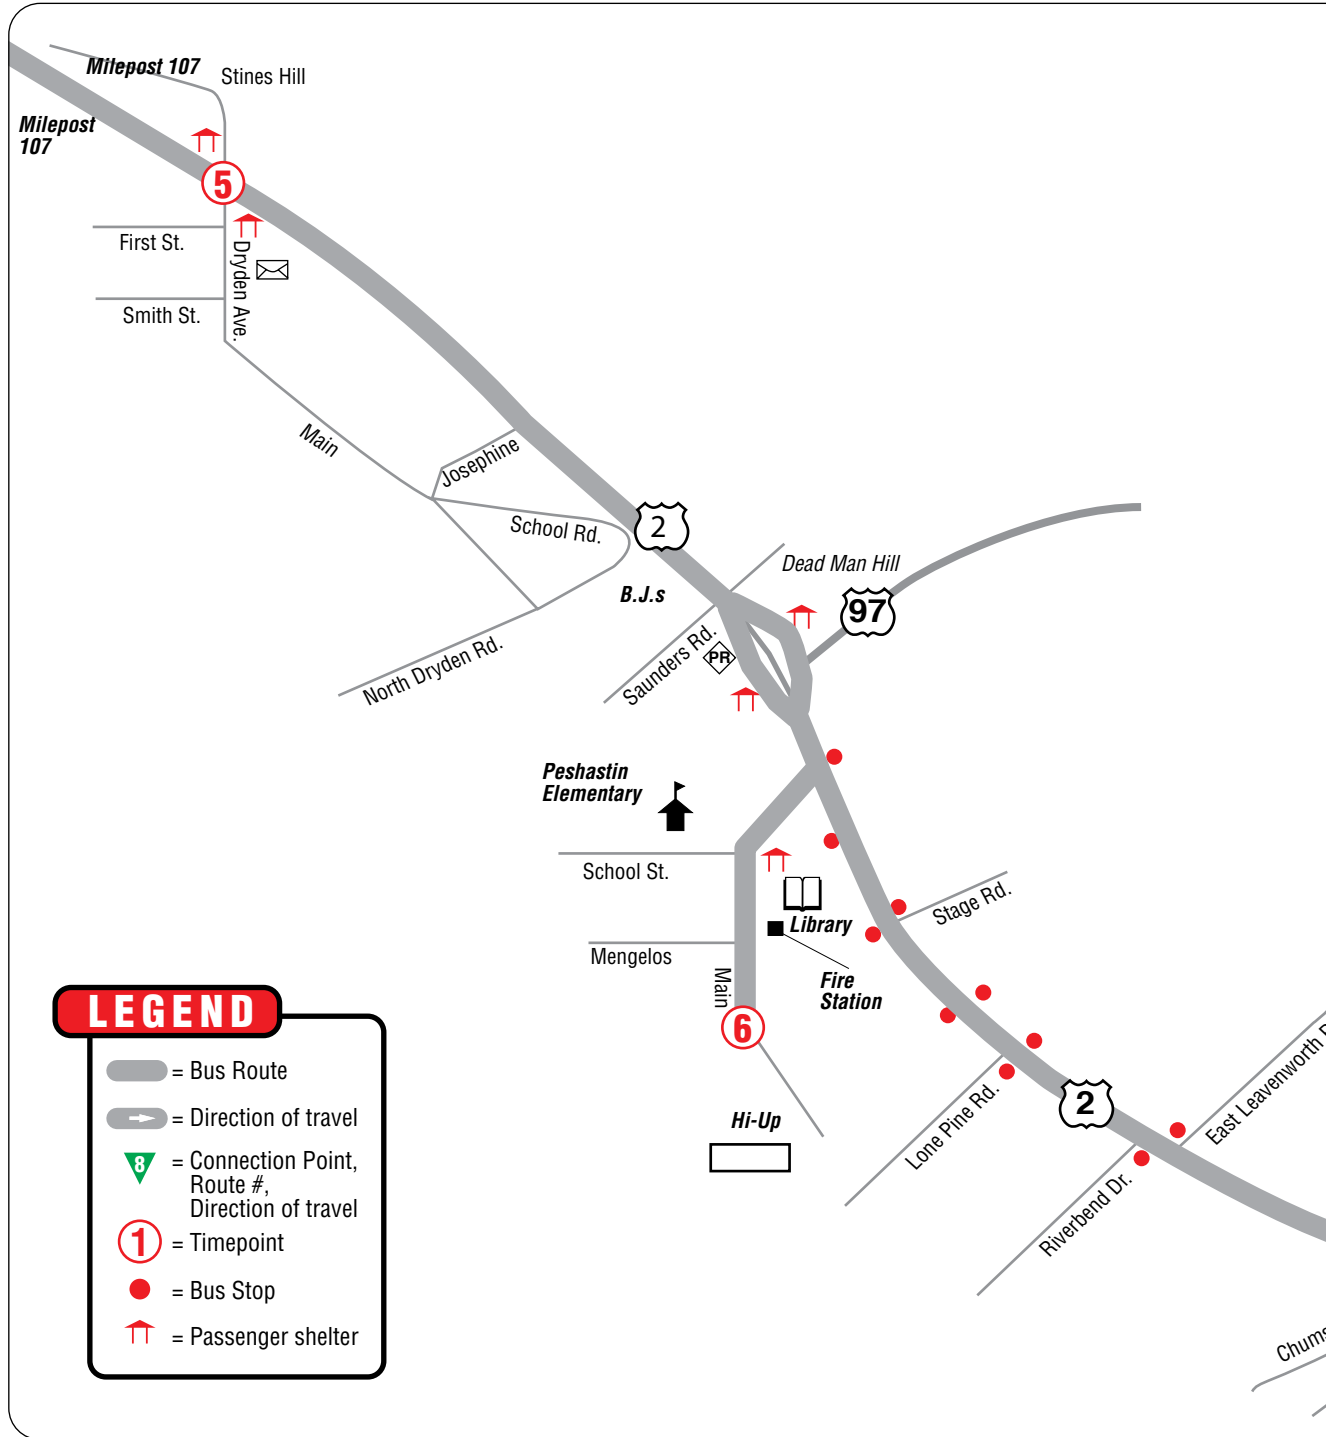 Milepost 107
Stines Hill
Milepost
107
5
First St.
Dryden Ave.
Smith St.
Main
Josephine
School Rd.
2
Dead Man Hill
B.J.s
97
Saunders Rd.
PR
North Dryden Rd.
Peshastin
Elementary
School St.
Library
Stage Rd.
Mengelos
Main
Fire
Station
6
Hi-Up
Lone Pine Rd.
2
East Leavenworth
Riverbend Dr.
LEGEND
= Bus Route
= Direction of travel
8
= Connection Point,
Route #,
Direction of travel
1
= Timepoint
= Bus Stop
= Passenger shelter
Chums